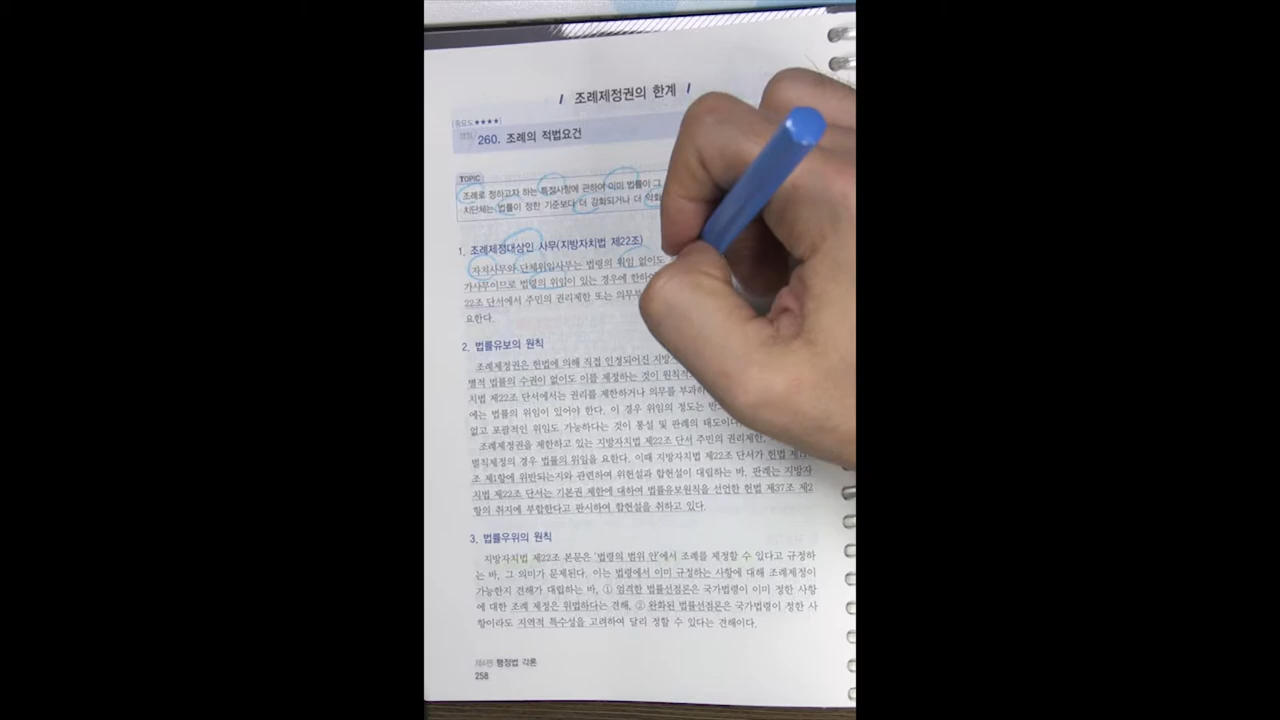 / 조례제정권의 한계 /
[중요도 ★★★★]
쟁점 260. 조례의 적법요건
TOPIC
조례로 정하고자 하는 특정사항에 관하여 이미 법률이 그
치단체는 법률이 정한 기준보다 더 강화되거나 더 약화
1. 조례제정대상인 사무(지방자치법 제22조)
자치사무와 단체위임사무는 법령의 위임 없이도
가사무이므로 법령의 위임이 있는 경우에 한하여
22조 단서에서 주민의 권리제한 또는 의무부
요한다.
2. 법률유보의 원칙
조례제정권은 헌법에 의해 직접 인정되어진 지방
별적 법률의 수권이 없어도 이를 제정하는 것이 원칙적
치법 제22조 단서에서는 권리를 제한하거나 의무를 부과하
에는 법률의 위임이 있어야 한다. 이 경우 위임의 정도는 반
없고 포괄적인 위임도 가능하다는 것이 통설 및 판례의 태도이다
조례제정권을 제한하고 있는 지방자치법 제22조 단서 주민의 권리제한,
벌칙제정의 경우 법률의 위임을 요한다. 이때 지방자치법 제22조 단서가 헌법
조 제1항에 위반되는지와 관련하여 위헌설과 합헌설이 대립하는 바, 판례는 지방자
치법 제22조 단서는 기본권 제한에 대하여 법률유보원칙을 선언한 헌법 제37조 제2
항의 취지에 부합한다고 판시하여 합헌설을 취하고 있다.
3. 법률우위의 원칙
지방자치법 제22조 본문은 '법령의 범위 안'에서 조례를 제정할 수 있다고 규정하
는 바, 그 의미가 문제된다. 이는 법령에서 이미 규정하는 사항에 대해 조례제정이
가능한지 견해가 대립하는 바, ① 엄격한 법률선점론은 국가법령이 이미 정한 사항
에 대한 조례 제정은 위법하다는 견해, ② 완화된 법률선점론은 국가법령이 정한 사
항이라도 지역적 특수성을 고려하여 달리 정할 수 있다는 견해이다.
제4편 행정법 각론
258